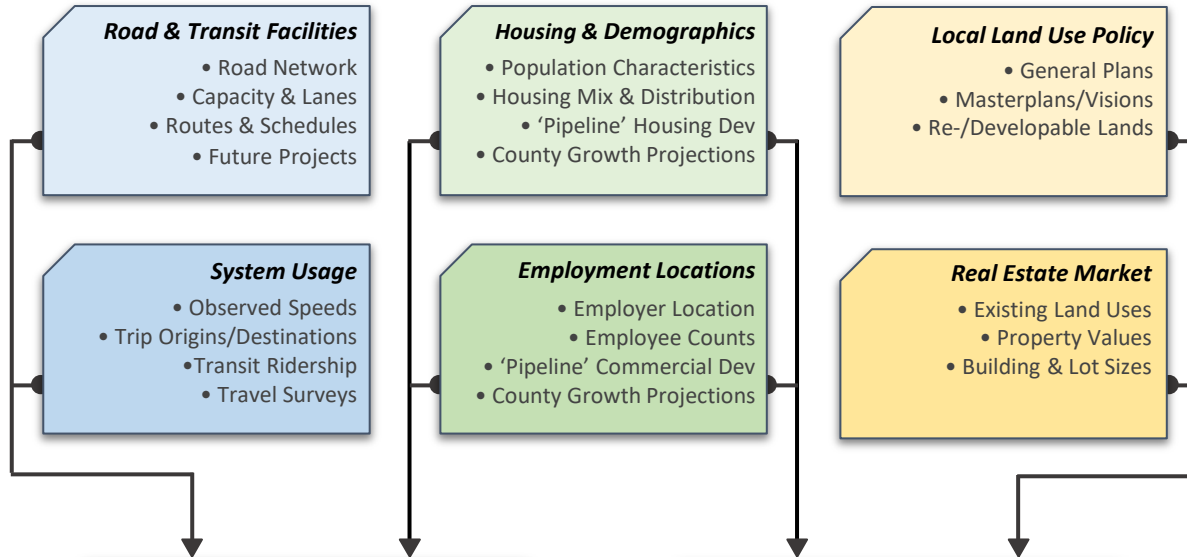 Road & Transit Facilities
• Road Network
• Capacity & Lanes
• Routes & Schedules
• Future Projects
Housing & Demographics
• Population Characteristics
• Housing Mix & Distribution
• ‘Pipeline’ Housing Dev
• County Growth Projections
Local Land Use Policy
• General Plans
• Masterplans/Visions
• Re-/Developable Lands
System Usage
• Observed Speeds
• Trip Origins/Destinations
•Transit Ridership
• Travel Surveys
Employment Locations
• Employer Location
• Employee Counts
• ‘Pipeline’ Commercial Dev
• County Growth Projections
Real Estate Market
• Existing Land Uses
• Property Values
• Building & Lot Sizes